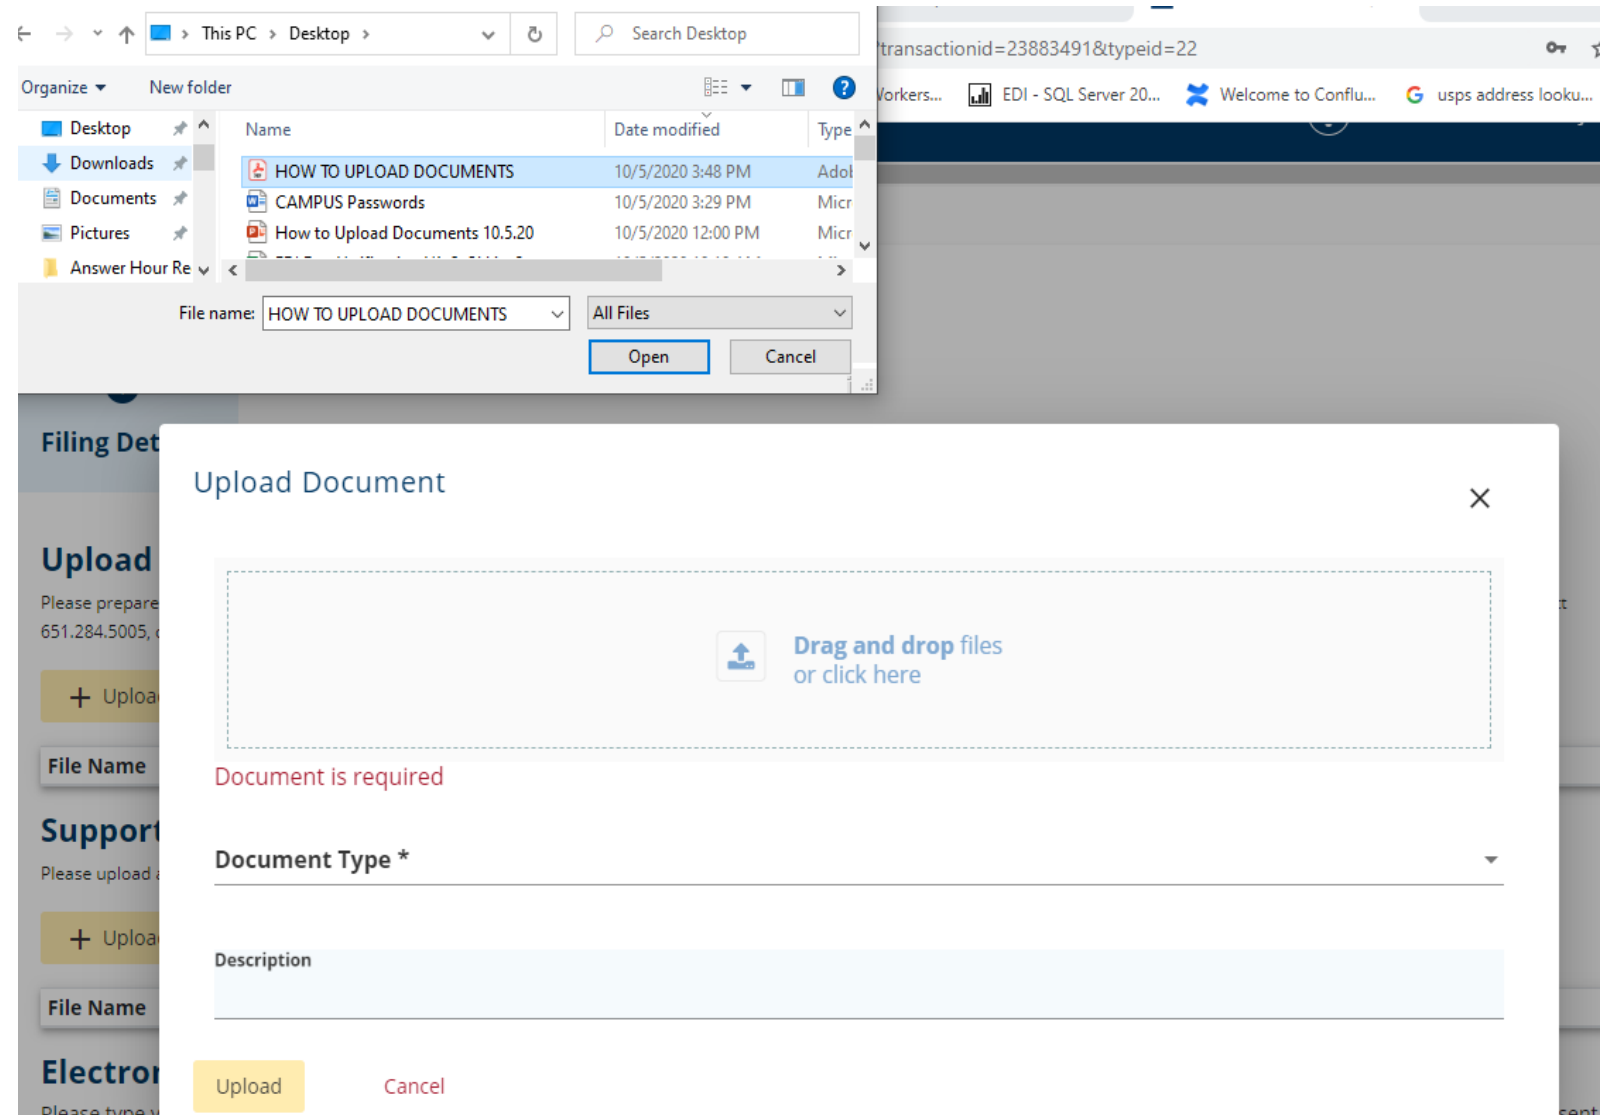 This PC > Desktop >
Search Desktop
transactionid=23883491&typeid=22
Organize
New folder
EDI - SQL Server 20...
Welcome to Conflu...
usps address looku...
Desktop
Name
Date modified
Type
Downloads
HOW TO UPLOAD DOCUMENTS
10/5/2020 3:48 PM
Documents
CAMPUS Passwords
10/5/2020 3:29 PM
Micr
Pictures
How to Upload Documents 10.5.20
10/5/2020 12:00 PM
Micr
Answer Hour Re
File name:
HOW TO UPLOAD DOCUMENTS
All Files
Open
Cancel
Filing Det
Upload Document
Upload
Please prepare
651.284.5005,
Drag and drop files
or click here
+ Uploa
File Name
Document is required
Support
Document Type *
Please upload
+ Uploa
Description
File Name
Electro
Upload
Cancel
Please type
sent